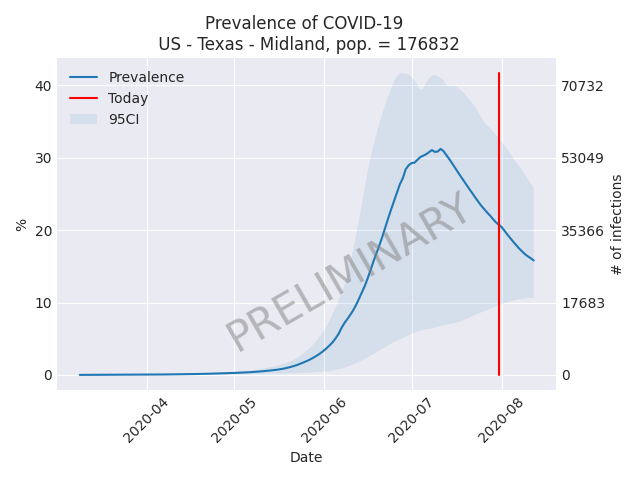 Prevalence of COVID-19
US - Texas - Midland, pop. = 176832
Prevalence
Today
95CI
40
30
20
10
0
%
70732
53049
35366
17683
0
# of infections
PRELIMINARY
2020-04
2020-05
2020-06
2020-07
2020-08
Date